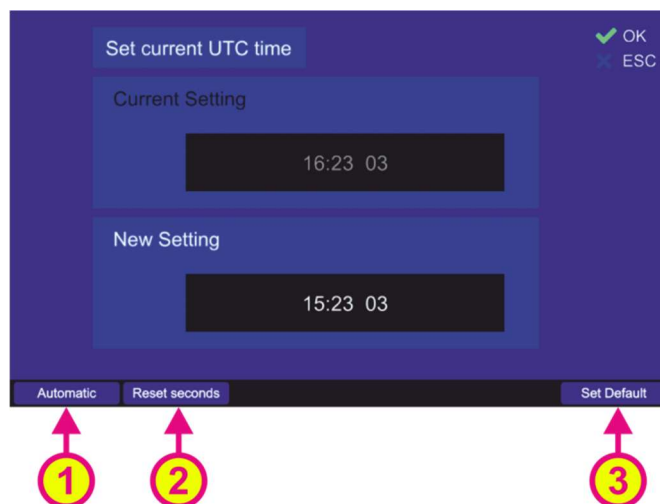 Set current UTC time
OK
ESC
Current Setting
16:23 03
New Setting
15:23 03
Automatic
Reset seconds
Set Default
1
2
3